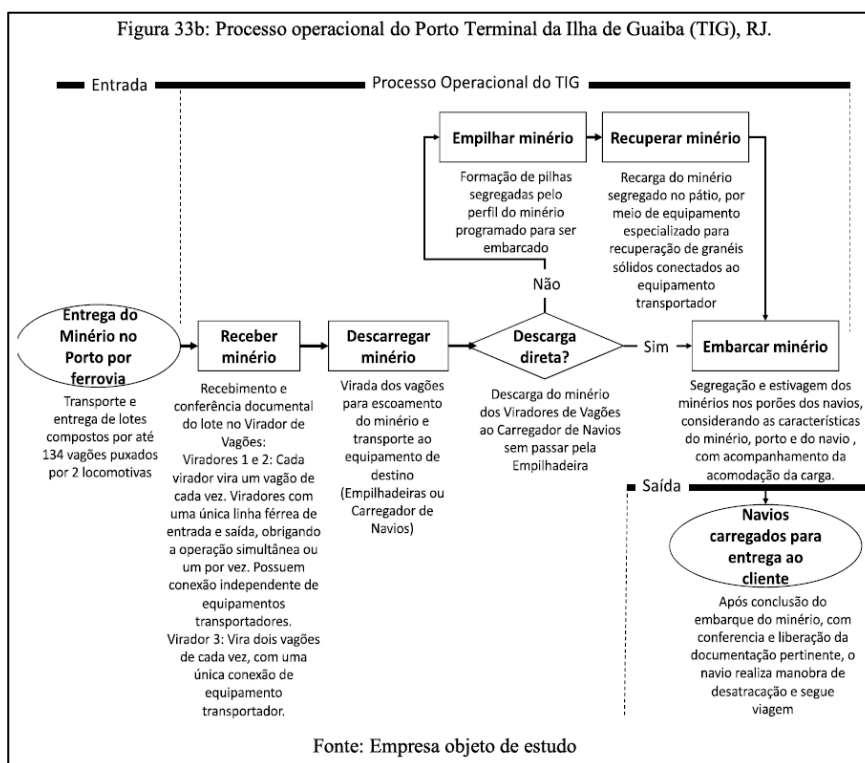 Figura 33b: Processo operacional do Porto Terminal da Ilha de Guaiba (TIG), RJ.
Entrada
Processo Operacional do TIG
Empilhar minério
Formação de pilhas
segregadas pelo
perfil do minério
programado para ser
embarcado
Recuperar minério
Recarga do minério
segregado no pátio, por
meio de equipamento
especializado para
recuperação de granéis
sólidos conectados ao
equipamento
transportador
Entrega do
Minério no
Porto por
ferrovia
Transporte e
entrega de lotes
compostos por até
134 vagões puxados
por 2 locomotivas
Receber
minério
Recebimento e
conferência documental
do lote no Virador de
Vagões:
Viradores 1 e 2: Cada
virador vira um vagão de
cada vez. Viradores com
uma única linha férrea de
entrada e saída, obrigando
a operação simultânea ou
um por vez. Possuem
conexão independente de
equipamentos
transportadores.
Virador 3: Vira dois vagões
de cada vez, com uma
única conexão de
equipamento
transportador.
Descarregar
minério
Virada dos vagões
para escoamento
do minério e
transporte ao
equipamento de
destino
(Empilhadeiras ou
Carregador de
Navios)
Não
Descarga
direta?
Sim
Descarga do minério
dos Viradores de Vagões
ao Carregador de Navios
sem passar pela
Empilhadeira
Embarcar minério
Segregação e estivagem dos
minérios nos porões dos navios,
considerando as características
do minério, porto e do navio ,
com acompanhamento da
acomodação da carga.
Saída
Navios
carregados para
entrega ao
cliente
Após conclusão do
embarque do minério, com
conferencia e liberação da
documentação pertinente, o
navio realiza manobra de
desatracação e segue
viagem
Fonte: Empresa objeto de estudo